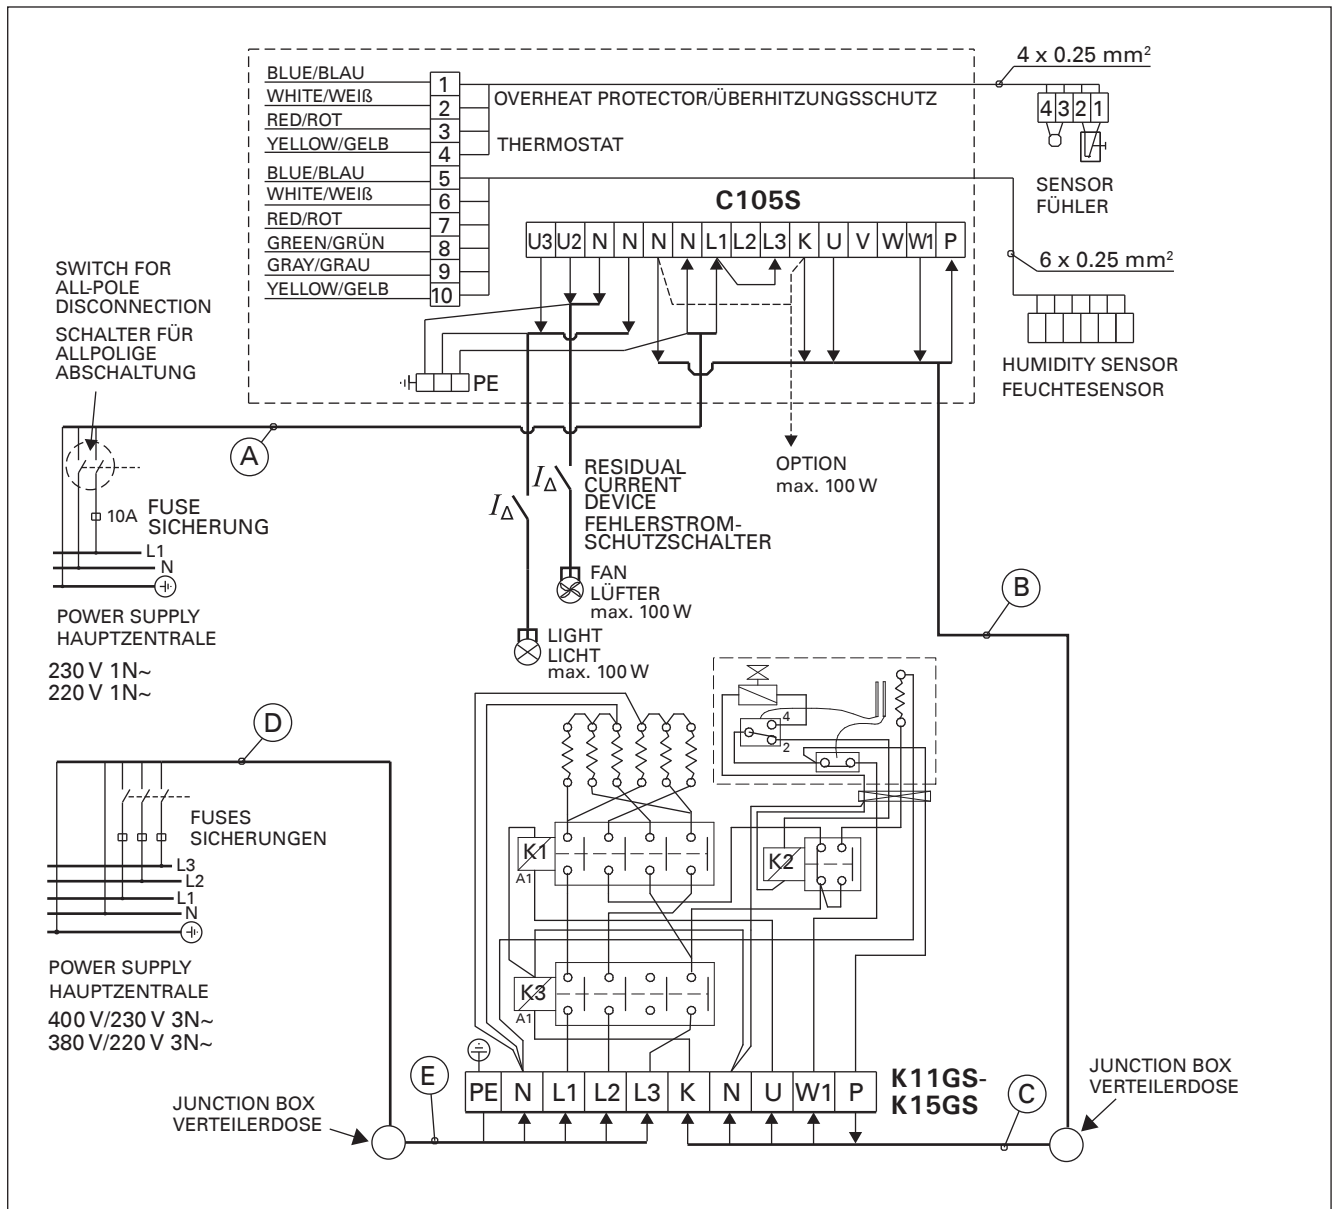 4 x 0.25 mm²
BLUE/BLAU 1
WHITE/WEIß 2
RED/ROT 3
YELLOW/GELB 4
BLUE/BLAU 5
WHITE/WEIß 6
RED/ROT 7
GREEN/GRÜN 8
GRAY/GRAU 9
YELLOW/GELB 10
OVERHEAT PROTECTOR/ÜBERHITZUNGSSCHUTZ
THERMOSTAT
4 3 2 1
SENSOR
FÜHLER
C105S
U3 U2 N N N N L1 L2 L3 K U V W W1 P
6 x 0.25 mm²
HUMIDITY SENSOR
FEUCHTESENSOR
SWITCH FOR
ALL-POLE
DISCONNECTION
SCHALTER FÜR
ALLPOLIGE
ABSCHALTUNG
PE
A
OPTION
max. 100 W
RESIDUAL
CURRENT
DEVICE
FEHLERSTROM-
SCHUTZSCHALTER
I∆
I∆
10A
FUSE
SICHERUNG
L1
N
POWER SUPPLY
HAUPTZENTRALE
230 V 1N~
220 V 1N~
FAN
LÜFTER
max. 100 W
LIGHT
LICHT
max. 100 W
B
D
4
2
FUSES
SICHERUNGEN
L3
L2
L1
N
POWER SUPPLY
HAUPTZENTRALE
400 V/230 V 3N~
380 V/220 V 3N~
K1
A1
K2
K3
A1
E
PE N L1 L2 L3 K N U W1 P
K11GS-
K15GS
C
JUNCTION BOX
VERTEILERDOSE
JUNCTION BOX
VERTEILERDOSE